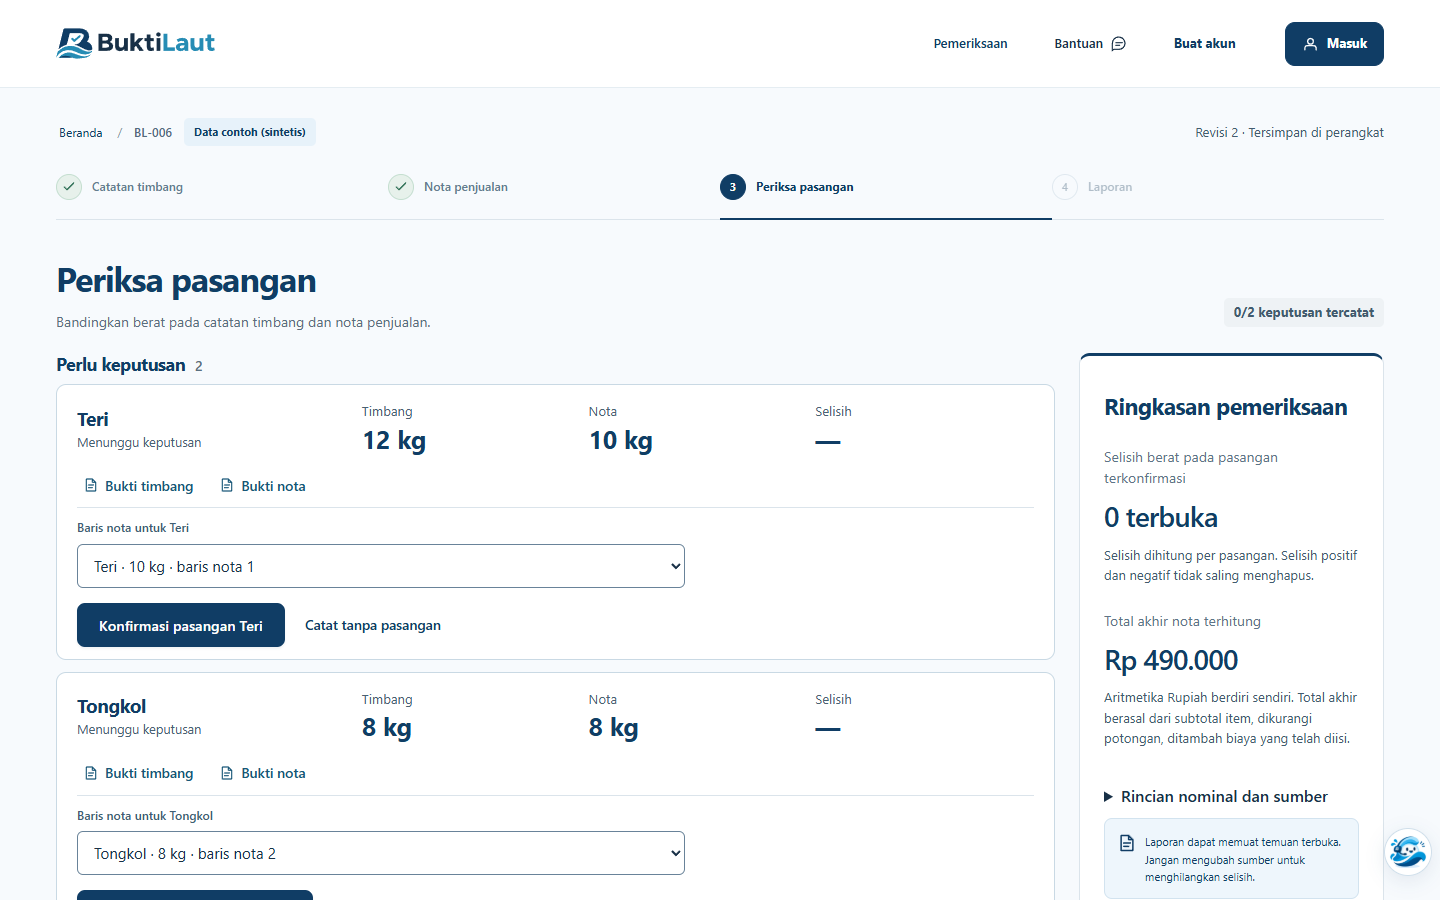 BuktiLaut
Pemeriksaan
Bantuan
Buat akun
Masuk
Beranda / BL-006 Data contoh (sintetis)
Revisi 2 · Tersimpan di perangkat
Catatan timbang
Nota penjualan
3 Periksa pasangan
4 Laporan
Periksa pasangan
Bandingkan berat pada catatan timbang dan nota penjualan.
0/2 keputusan tercatat
Perlu keputusan 2
Teri
Menunggu keputusan
Timbang
12 kg
Nota
10 kg
Selisih
—
Bukti timbang
Bukti nota
Baris nota untuk Teri
Teri · 10 kg · baris nota 1
Konfirmasi pasangan Teri
Catat tanpa pasangan
Tongkol
Menunggu keputusan
Timbang
8 kg
Nota
8 kg
Selisih
—
Bukti timbang
Bukti nota
Baris nota untuk Tongkol
Tongkol · 8 kg · baris nota 2
Ringkasan pemeriksaan
Selisih berat pada pasangan
terkonfirmasi
0 terbuka
Selisih dihitung per pasangan. Selisih positif
dan negatif tidak saling menghapus.
Total akhir nota terhitung
Rp 490.000
Aritmetika Rupiah berdiri sendiri. Total akhir
berasal dari subtotal item, dikurangi
potongan, ditambah biaya yang telah diisi.
Rincian nominal dan sumber
Laporan dapat memuat temuan terbuka.
Jangan mengubah sumber untuk
menghilangkan selisih.